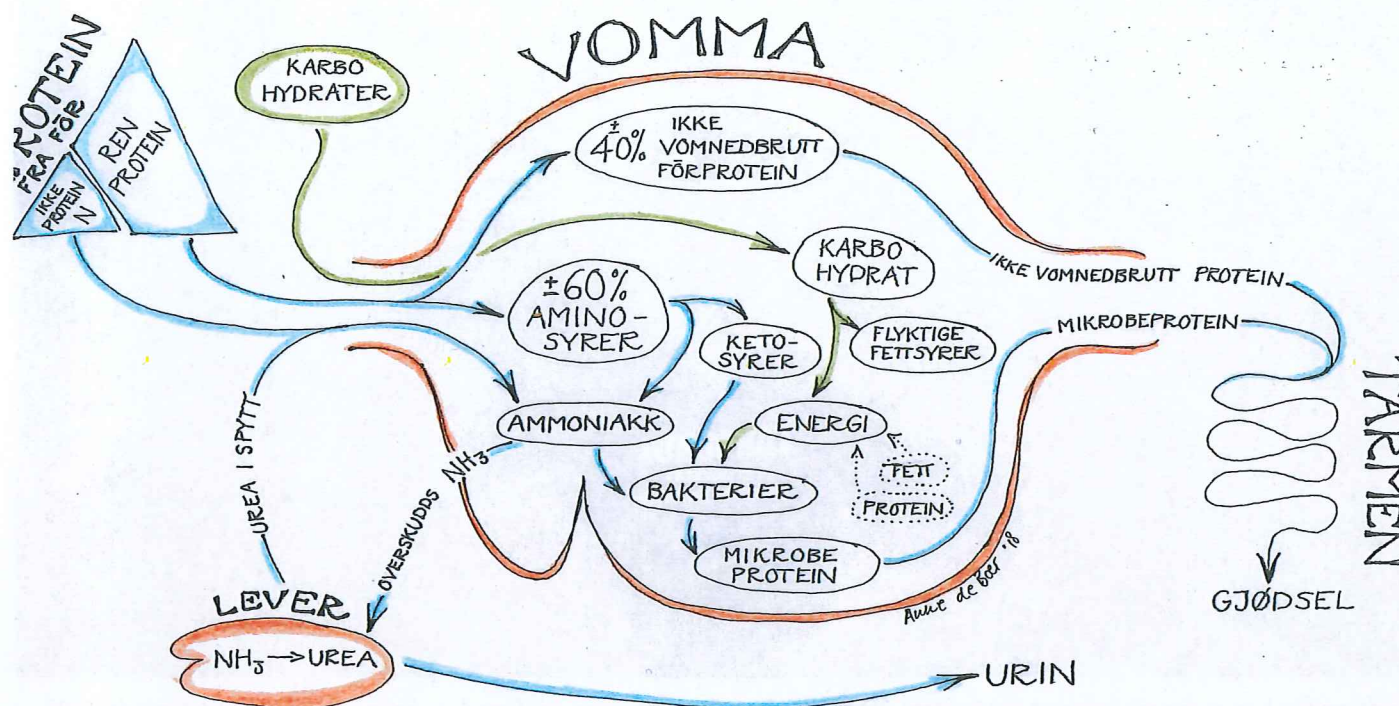 VOMMA
PROTEIN
FRA FÔR
REN
PROTEIN
IKKE
PROTEIN
N
KARBO
HYDRATER
± 40%
IKKE
VOMNEDBRUTT
FÔRPROTEIN
KARBO
HYDRAT
± 60%
AMINO-
SYRER
KETO-
SYRER
FLYKTIGE
FETTSYRER
IKKE VOMNEDBRUTT PROTEIN
MIKROBEPROTEIN
AMMONIAKK
ENERGI
FETT
PROTEIN
BAKTERIER
MIKROBE
PROTEIN
UREA I SPYTT
OVERSKUDDS NH₃
LEVER
NH₃ → UREA
URIN
TARMEN
GJØDSEL
Anne de Boer '18